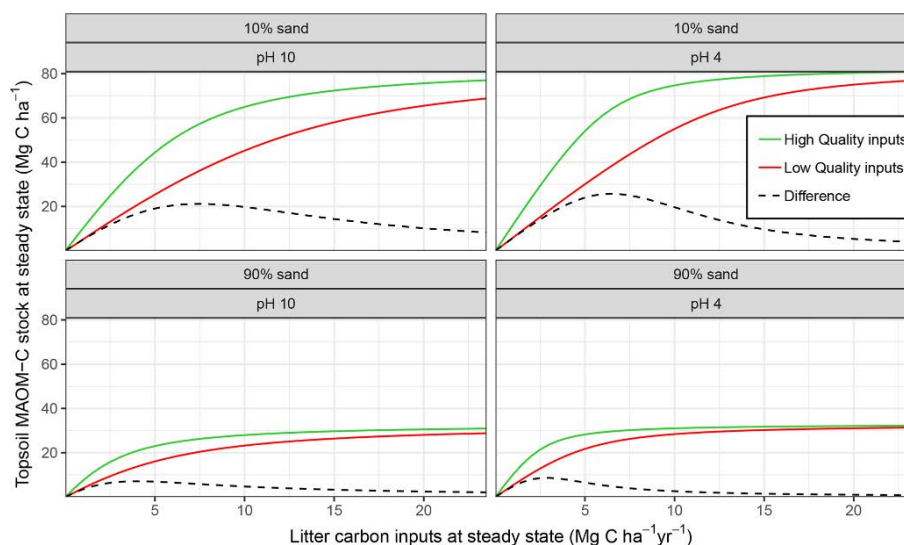 10% sand
10% sand
pH 10
pH 4
80
60
40
20
High Quality inputs
Low Quality inputs
Difference
90% sand
90% sand
pH 10
pH 4
80
60
40
20
5
10
15
20
5
10
15
20
Topsoil MAOM−C stock at steady state (Mg C ha⁻¹)
Litter carbon inputs at steady state (Mg C ha⁻¹yr⁻¹)